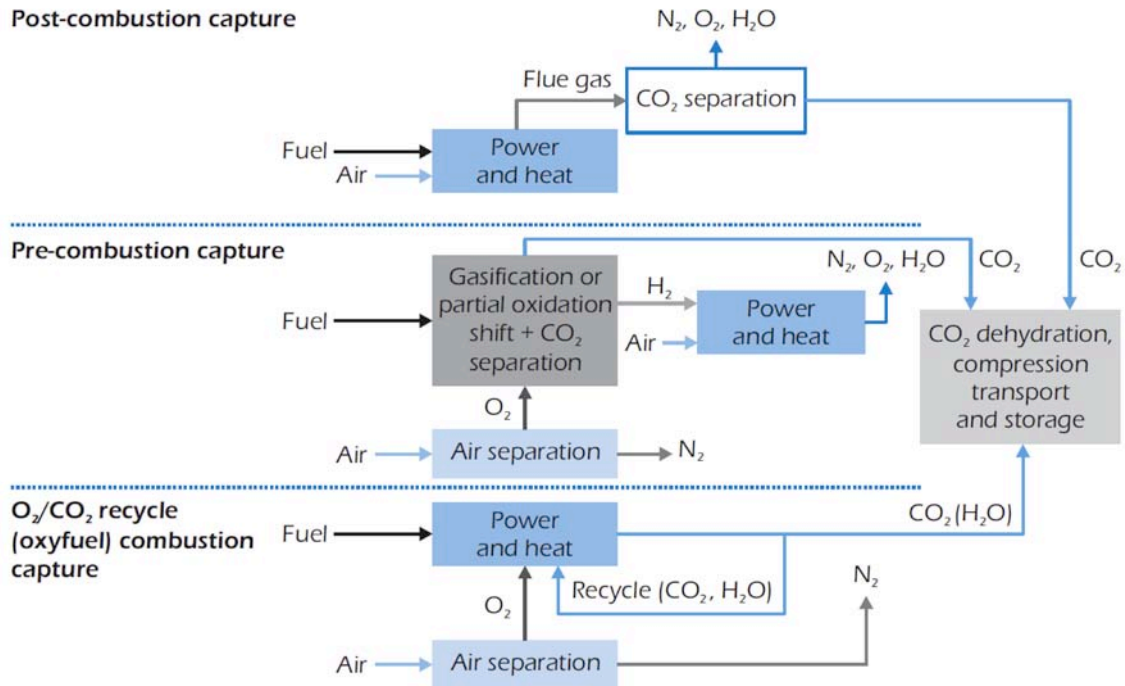 Post-combustion capture
N₂, O₂, H₂O
Flue gas
CO₂ separation
Fuel
Air
Power
and heat
Pre-combustion capture
Gasification or
partial oxidation
shift + CO₂
separation
H₂
N₂, O₂, H₂O
CO₂
CO₂
Fuel
Air
Power
and heat
CO₂ dehydration,
compression
transport
and storage
O₂
Air
Air separation
N₂
O₂/CO₂ recycle
(oxyfuel) combustion
capture
Fuel
Power
and heat
CO₂ (H₂O)
Recycle (CO₂, H₂O)
N₂
O₂
Air
Air separation